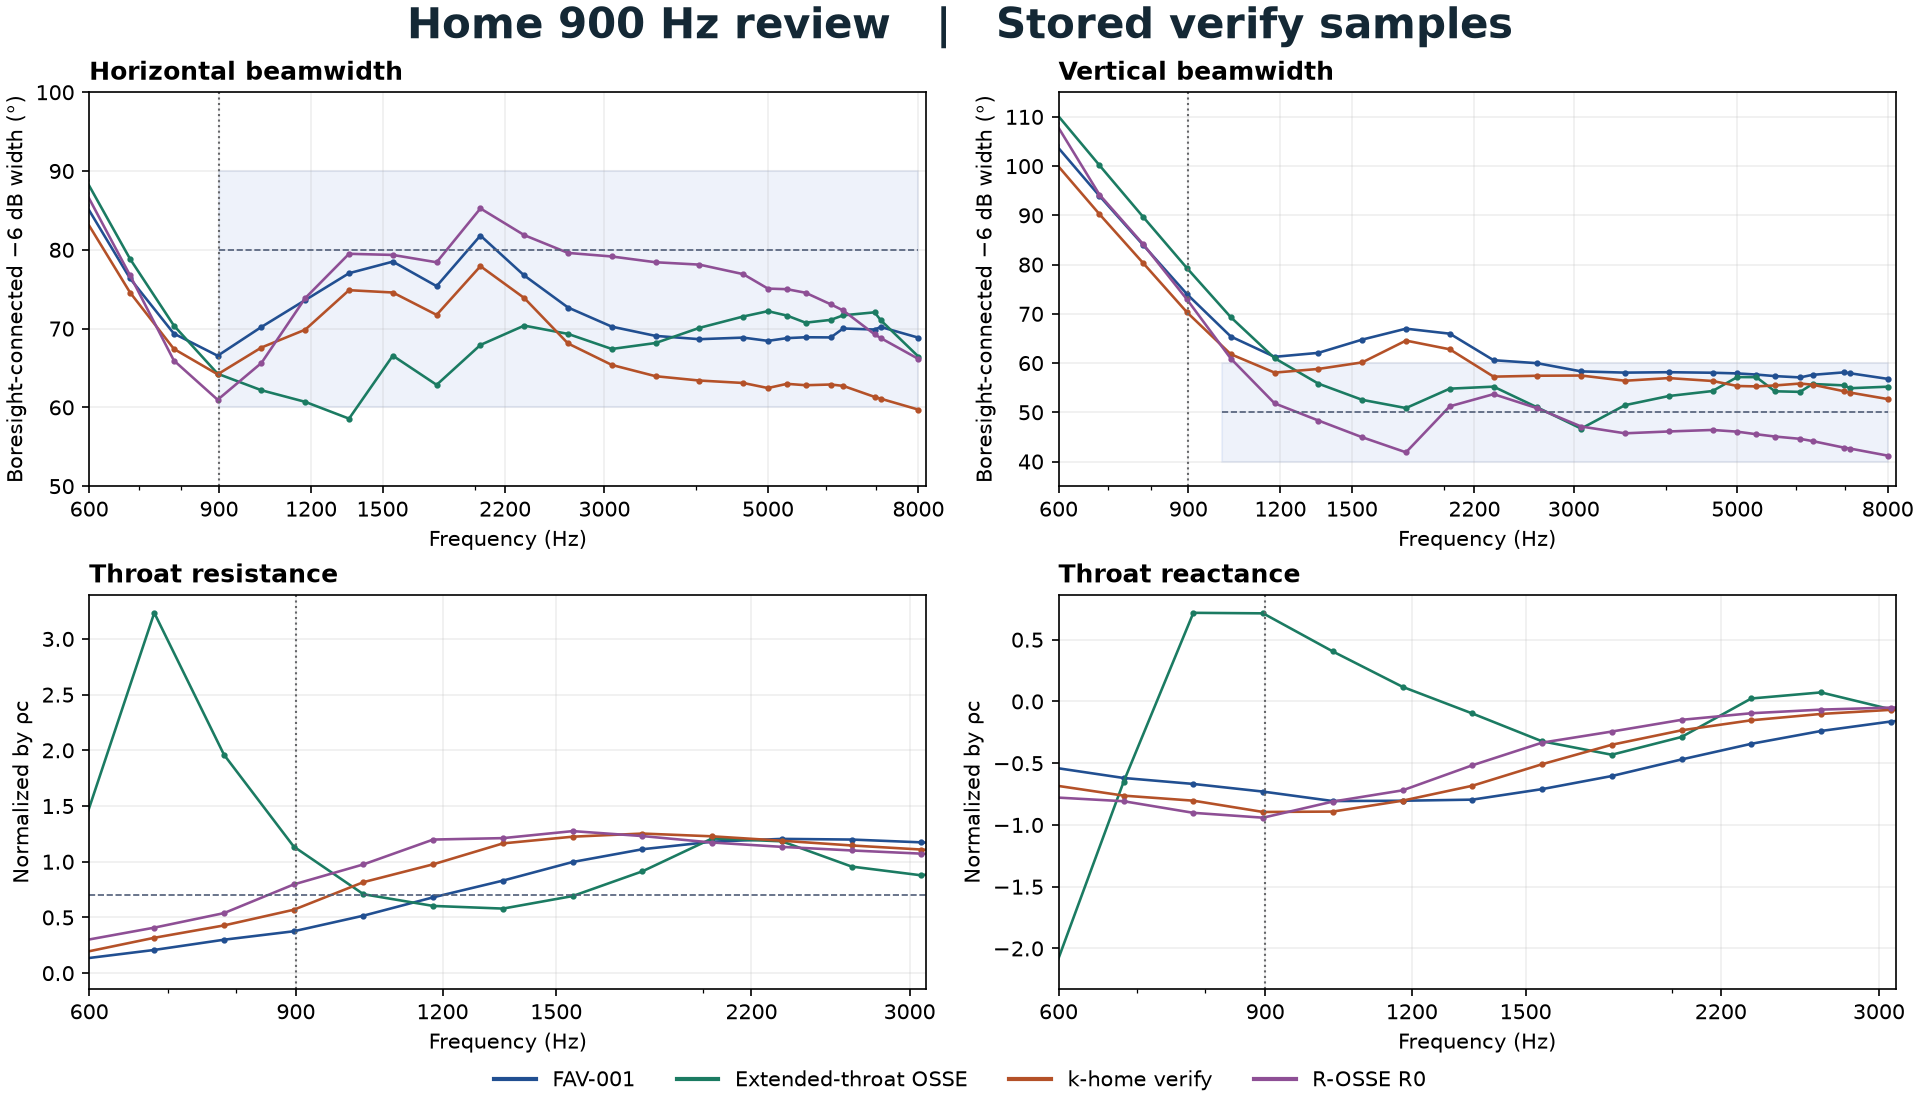 Home 900 Hz review | Stored verify samples
Horizontal beamwidth
Boresight-connected −6 dB width (°)
100
90
80
70
60
50
600 900 1200 1500 2200 3000 5000 8000
Frequency (Hz)
Vertical beamwidth
Boresight-connected −6 dB width (°)
110
100
90
80
70
60
50
40
600 900 1200 1500 2200 3000 5000 8000
Frequency (Hz)
Throat resistance
Normalized by ρc
3.0
2.5
2.0
1.5
1.0
0.5
0.0
600 900 1200 1500 2200 3000
Frequency (Hz)
Throat reactance
Normalized by ρc
0.5
0.0
−0.5
−1.0
−1.5
−2.0
600 900 1200 1500 2200 3000
Frequency (Hz)
FAV-001 Extended-throat OSSE k-home verify R-OSSE R0